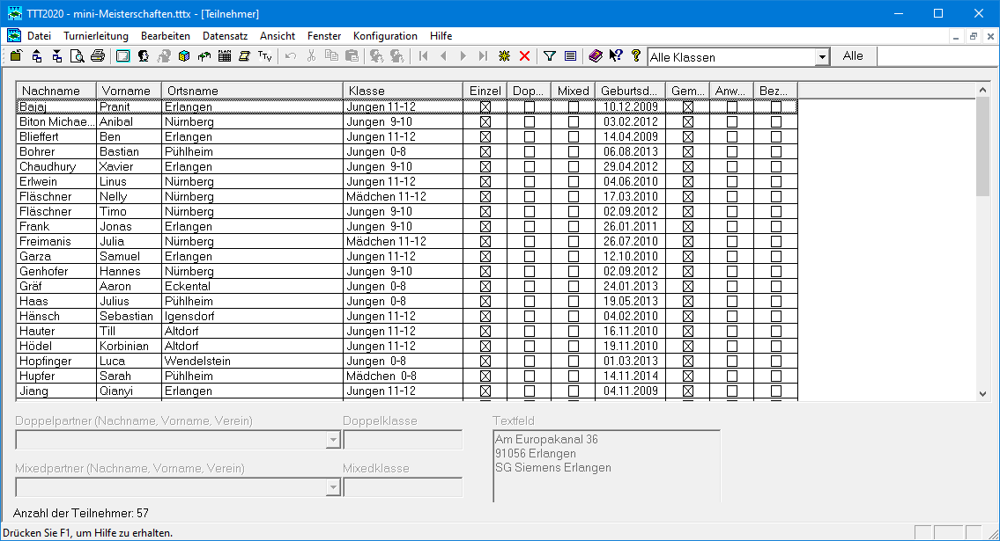 TTT2020 - mini-Meisterschaften.tttx - [Teilnehmer]
Datei Turnierleitung Bearbeiten Datensatz Ansicht Fenster Konfiguration Hilfe
Alle Klassen Alle
Nachname Vorname Ortsname Klasse Einzel Dop... Mixed Geburtsd... Gem... Anw... Bez...
Bajaj Pranit Erlangen Jungen 11-12 10.12.2009
Biton Michae... Anibal Nürnberg Jungen 9-10 03.02.2012
Blieffert Ben Erlangen Jungen 11-12 14.04.2009
Bohrer Bastian Pühlheim Jungen 0-8 06.08.2013
Chaudhury Xavier Erlangen Jungen 9-10 29.04.2012
Erlwein Linus Nürnberg Jungen 11-12 04.06.2010
Fläschner Nelly Nürnberg Mädchen 11-12 17.03.2010
Fläschner Timo Nürnberg Jungen 9-10 02.09.2012
Frank Jonas Erlangen Jungen 9-10 26.01.2011
Freimanis Julia Nürnberg Mädchen 11-12 26.07.2010
Garza Samuel Erlangen Jungen 11-12 12.10.2010
Genhofer Hannes Nürnberg Jungen 9-10 02.09.2012
Gräf Aaron Eckental Jungen 0-8 24.01.2013
Haas Julius Pühlheim Jungen 0-8 19.05.2013
Hänsch Sebastian Igensdorf Jungen 11-12 04.02.2010
Hauter Till Altdorf Jungen 11-12 16.11.2010
Hödel Korbinian Altdorf Jungen 11-12 19.11.2010
Hopfinger Luca Wendelstein Jungen 0-8 01.03.2013
Hupfer Sarah Pühlheim Mädchen 0-8 14.11.2014
Jiang Qianyi Erlangen Jungen 11-12 04.11.2009
Doppelpartner (Nachname, Vorname, Verein) Doppelklasse Textfeld
Am Europakanal 36
91056 Erlangen
SG Siemens Erlangen
Mixedpartner (Nachname, Vorname, Verein) Mixedklasse
Anzahl der Teilnehmer: 57
Drücken Sie F1, um Hilfe zu erhalten.